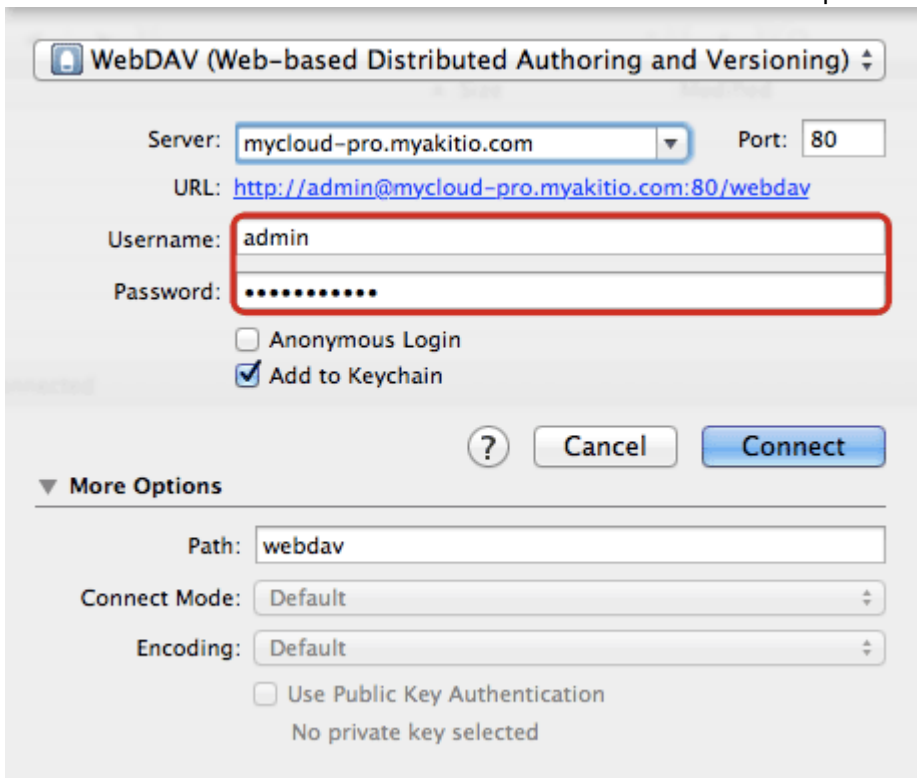 WebDAV (Web-based Distributed Authoring and Versioning)
Size Modified
Server: mycloud-pro.myakitio.com Port: 80
URL: http://admin@mycloud-pro.myakitio.com:80/webdav
Username: admin
Password: •••••••••••
Anonymous Login
Add to Keychain
? Cancel Connect
More Options
Path: webdav
Connect Mode: Default
Encoding: Default
Use Public Key Authentication
No private key selected